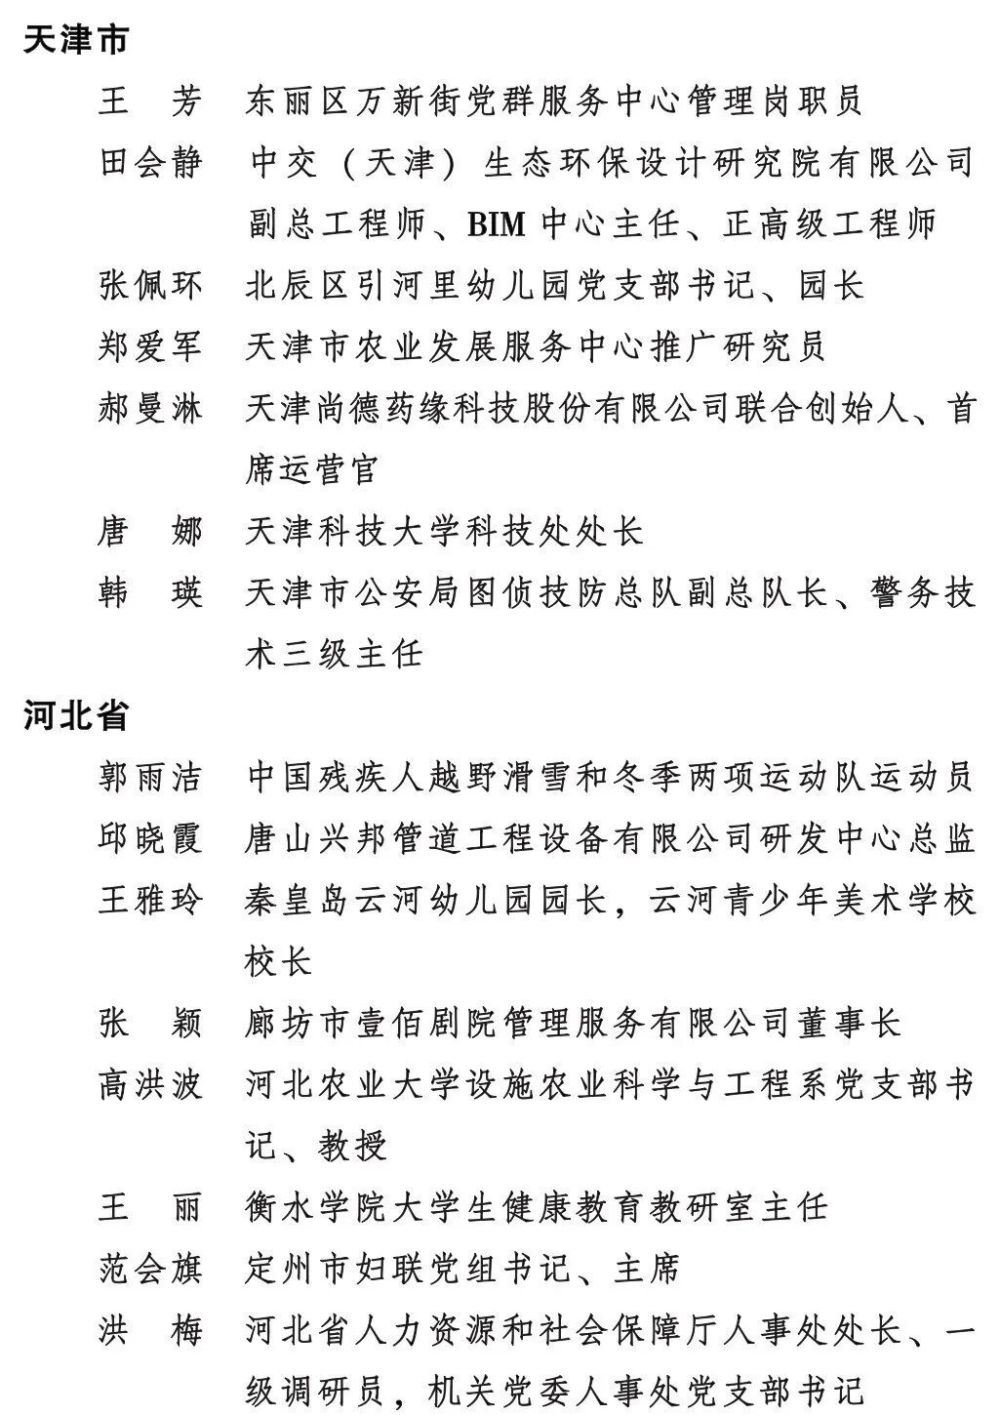 天津市
王　芳　东丽区万新街党群服务中心管理岗职员
田会静　中交（天津）生态环保设计研究院有限公司
副总工程师、BIM 中心主任、正高级工程师
张佩环　北辰区引河里幼儿园党支部书记、园长
郑爱军　天津市农业发展服务中心推广研究员
郝曼淋　天津尚德药缘科技股份有限公司联合创始人、首
席运营官
唐　娜　天津科技大学科技处处长
韩　瑛　天津市公安局图侦技防总队副总队长、警务技
术三级主任
河北省
郭雨洁　中国残疾人越野滑雪和冬季两项运动队运动员
邱晓霞　唐山兴邦管道工程设备有限公司研发中心总监
王雅玲　秦皇岛云河幼儿园园长，云河青少年美术学校
校长
张　颖　廊坊市壹佰剧院管理服务有限公司董事长
高洪波　河北农业大学设施农业科学与工程系党支部书
记、教授
王　丽　衡水学院大学生健康教育教研室主任
范会旗　定州市妇联党组书记、主席
洪　梅　河北省人力资源和社会保障厅人事处处长、一
级调研员，机关党委人事处党支部书记